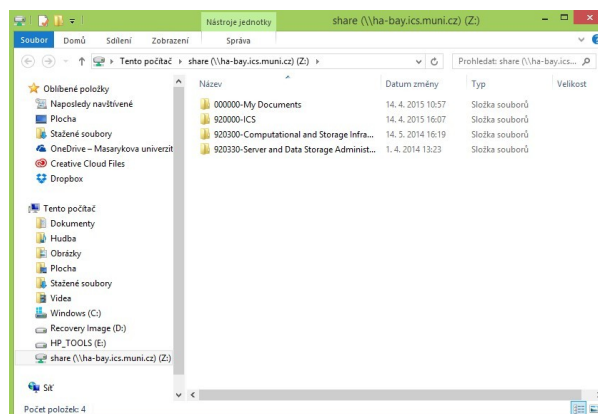 Nástroje jednotky
share (\\ha-bay.ics.muni.cz) (Z:)
Soubor Domů Sdílení Zobrazení Správa
Tento počítač share (\\ha-bay.ics.muni.cz) (Z:)
Prohledat: share (\\ha-bay.ics...
Název Datum změny Typ Velikost
000000-My Documents 14. 4. 2015 10:57 Složka souborů
920000-ICS 14. 4. 2015 16:07 Složka souborů
920300-Computational and Storage Infra... 14. 5. 2014 16:19 Složka souborů
920330-Server and Data Storage Administ... 1. 4. 2014 13:23 Složka souborů
Oblíbené položky
Naposledy navštívené
Plocha
Stažené soubory
OneDrive – Masarykova univerzit
Creative Cloud Files
Dropbox
Tento počítač
Dokumenty
Hudba
Obrázky
Plocha
Stažené soubory
Videa
Windows (C:)
Recovery Image (D:)
HP_TOOLS (E:)
share (\\ha-bay.ics.muni.cz) (Z:)
Síť
Počet položek: 4